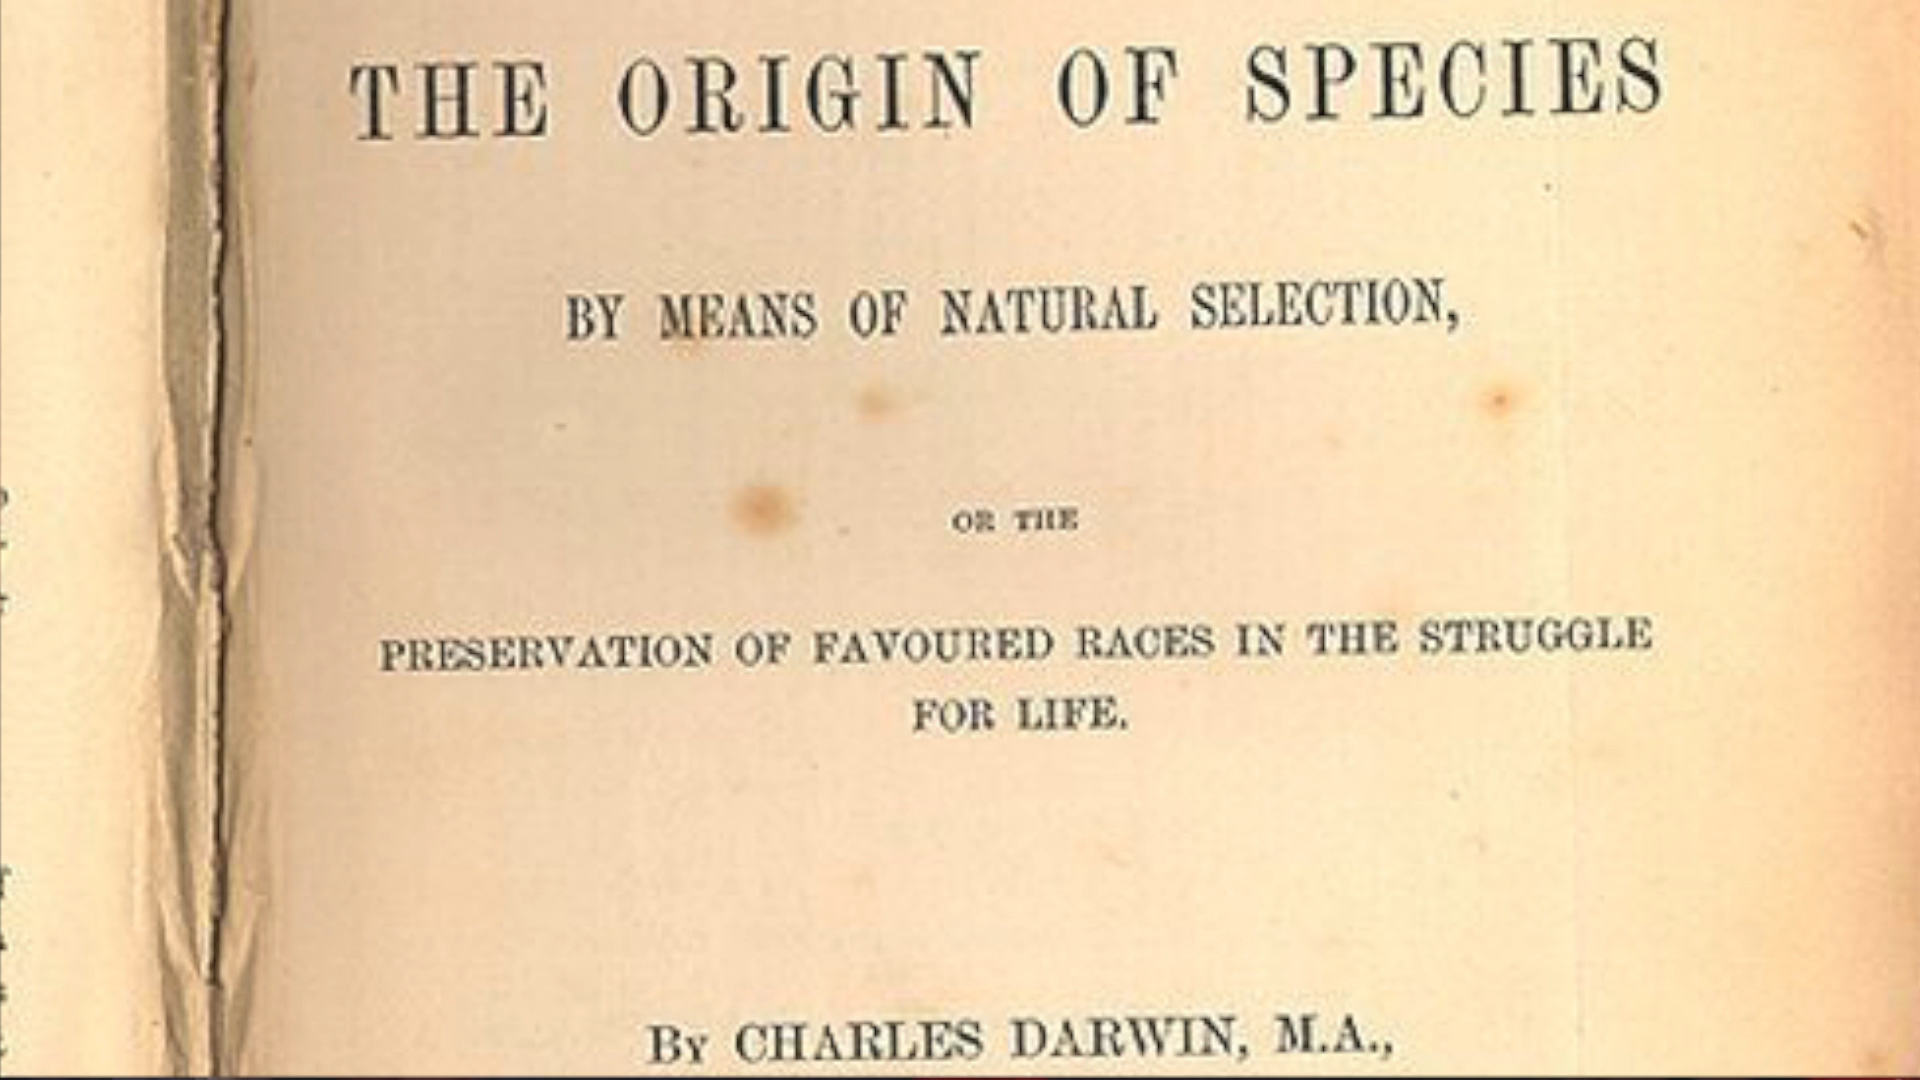 THE ORIGIN OF SPECIES
BY MEANS OF NATURAL SELECTION,
OR THE
PRESERVATION OF FAVOURED RACES IN THE STRUGGLE
FOR LIFE.
By CHARLES DARWIN, M.A.,